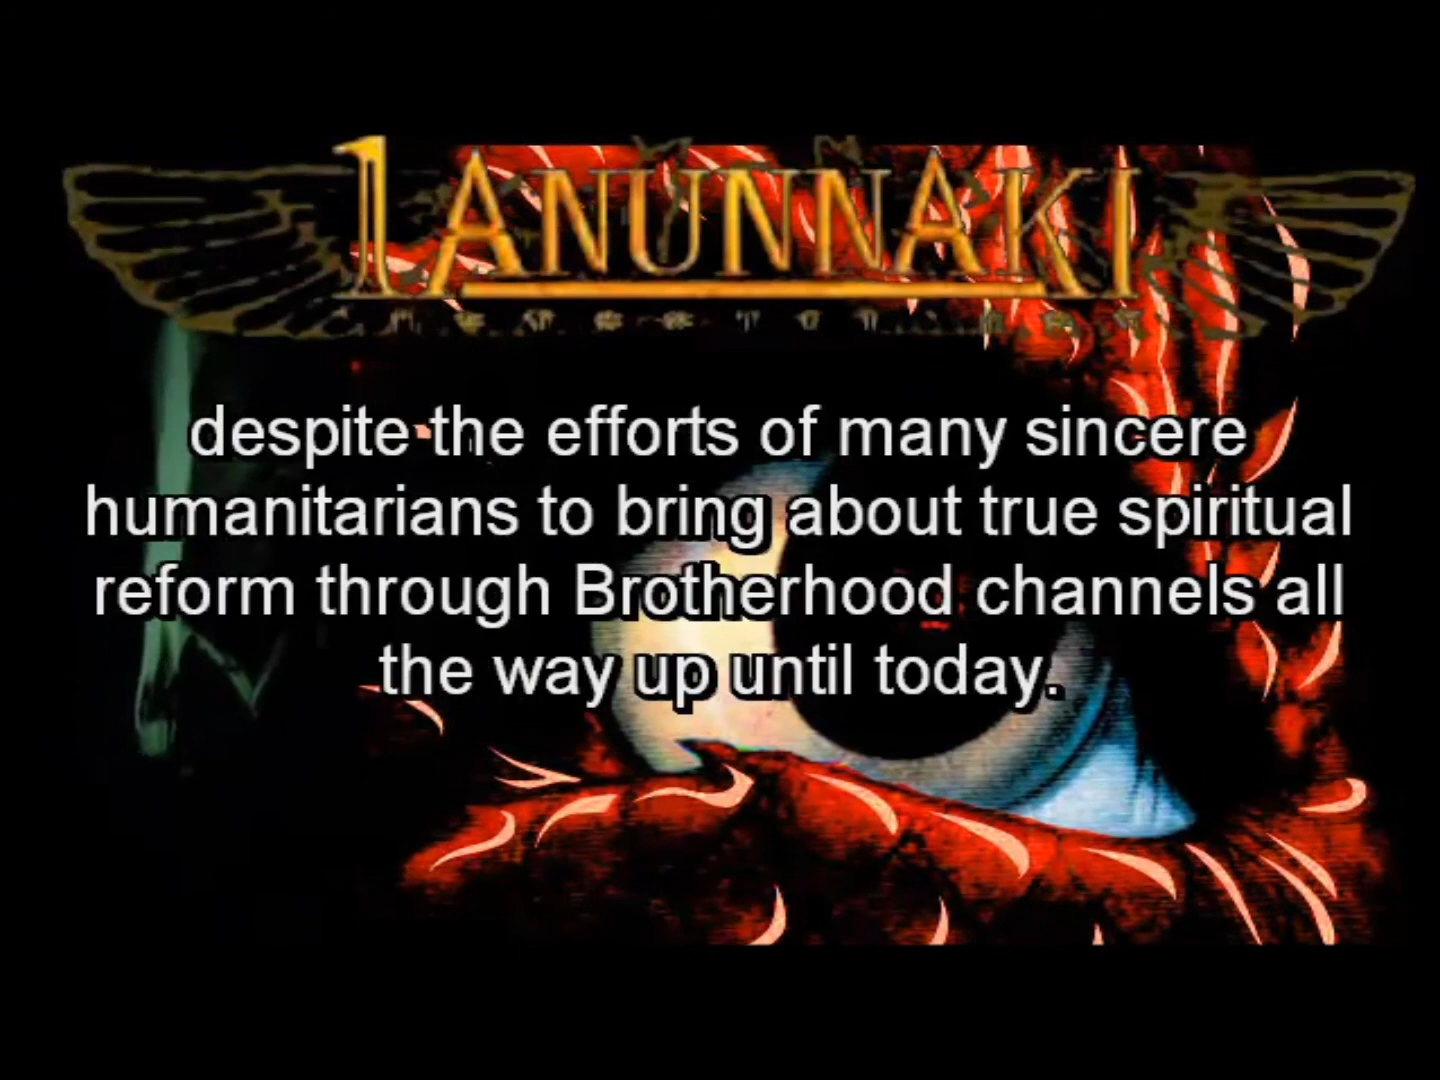 1ANUNNAKI
despite the efforts of many sincere
humanitarians to bring about true spiritual
reform through Brotherhood channels all
the way up until today.